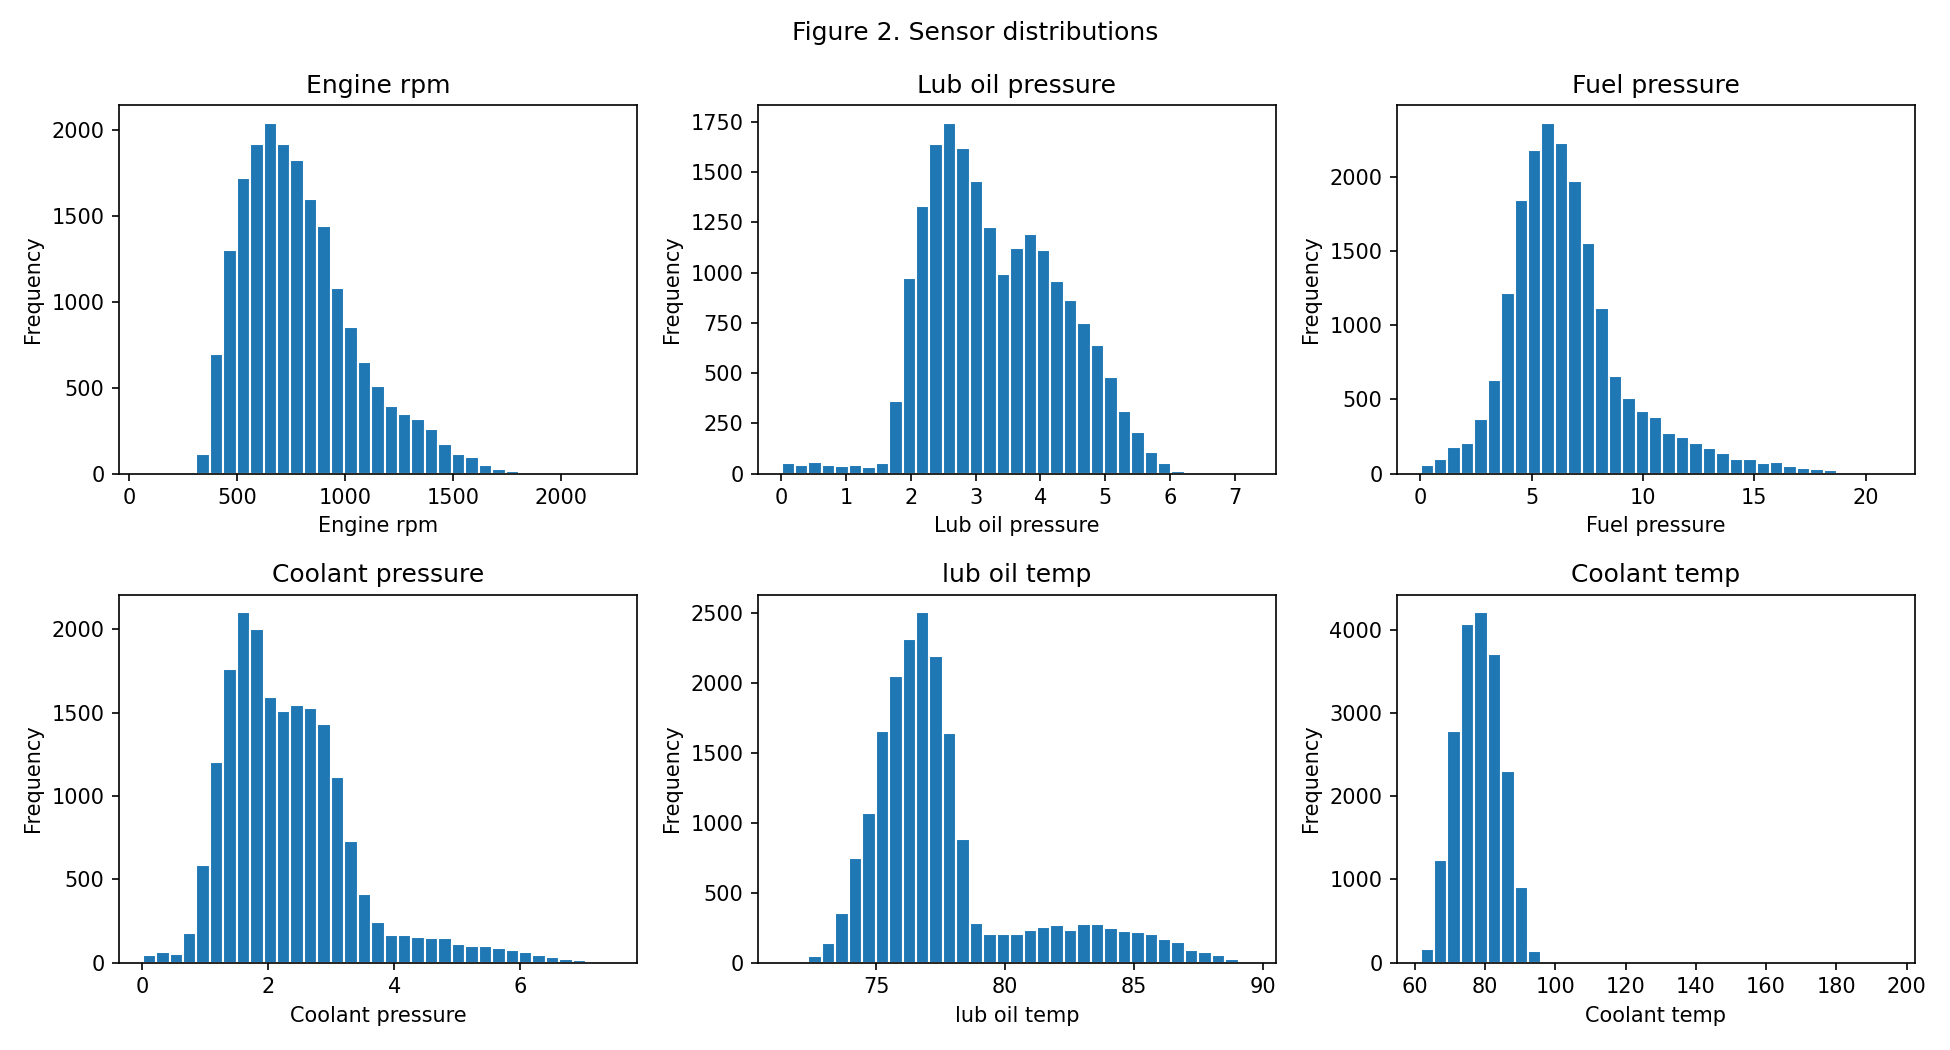 Figure 2. Sensor distributions
Engine rpm
Lub oil pressure
Fuel pressure
Frequency
2000
1500
1000
500
0
0 500 1000 1500 2000
Engine rpm
Frequency
1750
1500
1250
1000
750
500
250
0
0 1 2 3 4 5 6 7
Lub oil pressure
Frequency
2000
1500
1000
500
0
0 5 10 15 20
Fuel pressure
Coolant pressure
lub oil temp
Coolant temp
Frequency
2000
1500
1000
500
0
0 2 4 6
Coolant pressure
Frequency
2500
2000
1500
1000
500
0
75 80 85 90
lub oil temp
Frequency
4000
3000
2000
1000
0
60 80 100 120 140 160 180 200
Coolant temp